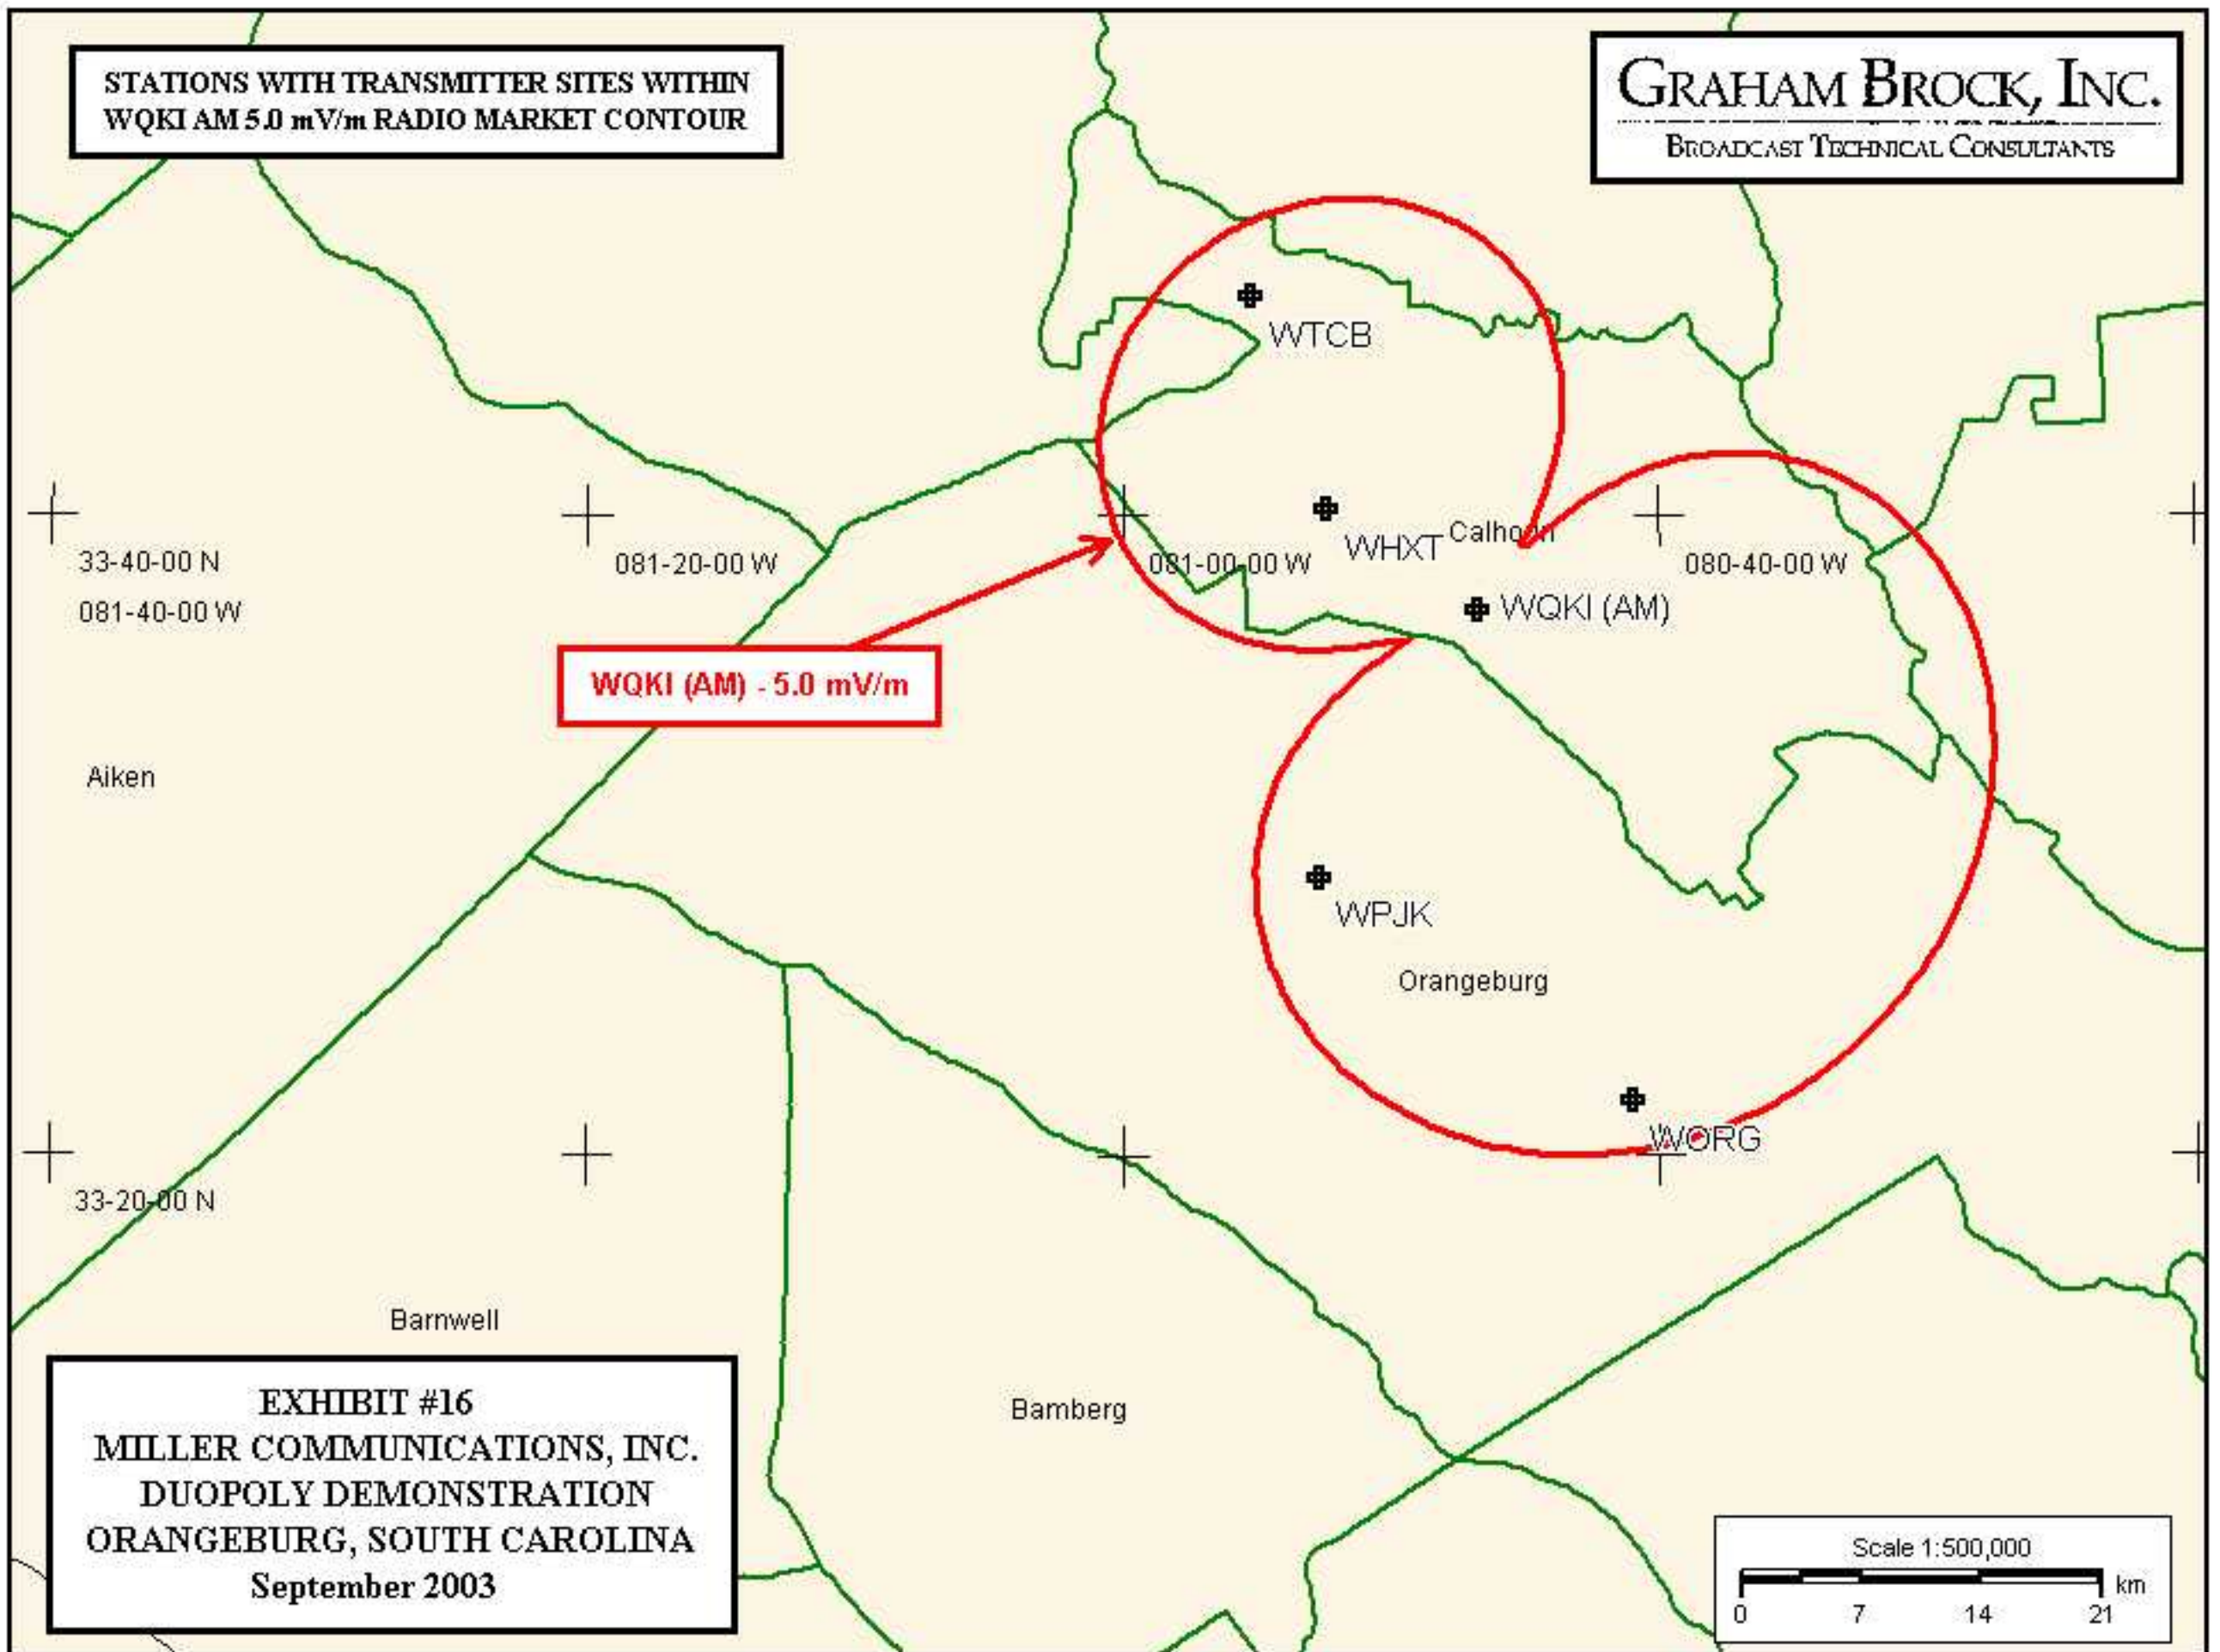 STATIONS WITH TRANSMITTER SITES WITHIN
WQKI AM 5.0 mV/m RADIO MARKET CONTOUR
GRAHAM BROCK, INC.
BROADCAST TECHNICAL CONSULTANTS
WTCB
WHXT
Calhoun
33-40-00 N
081-40-00 W
081-20-00 W
081-00-00 W
080-40-00 W
WQKI (AM)
WQKI (AM) - 5.0 mV/m
Aiken
WPJK
Orangeburg
WORG
33-20-00 N
Barnwell
Bamberg
EXHIBIT #16
MILLER COMMUNICATIONS, INC.
DUOPOLY DEMONSTRATION
ORANGEBURG, SOUTH CAROLINA
September 2003
Scale 1:500,000
km
0 7 14 21